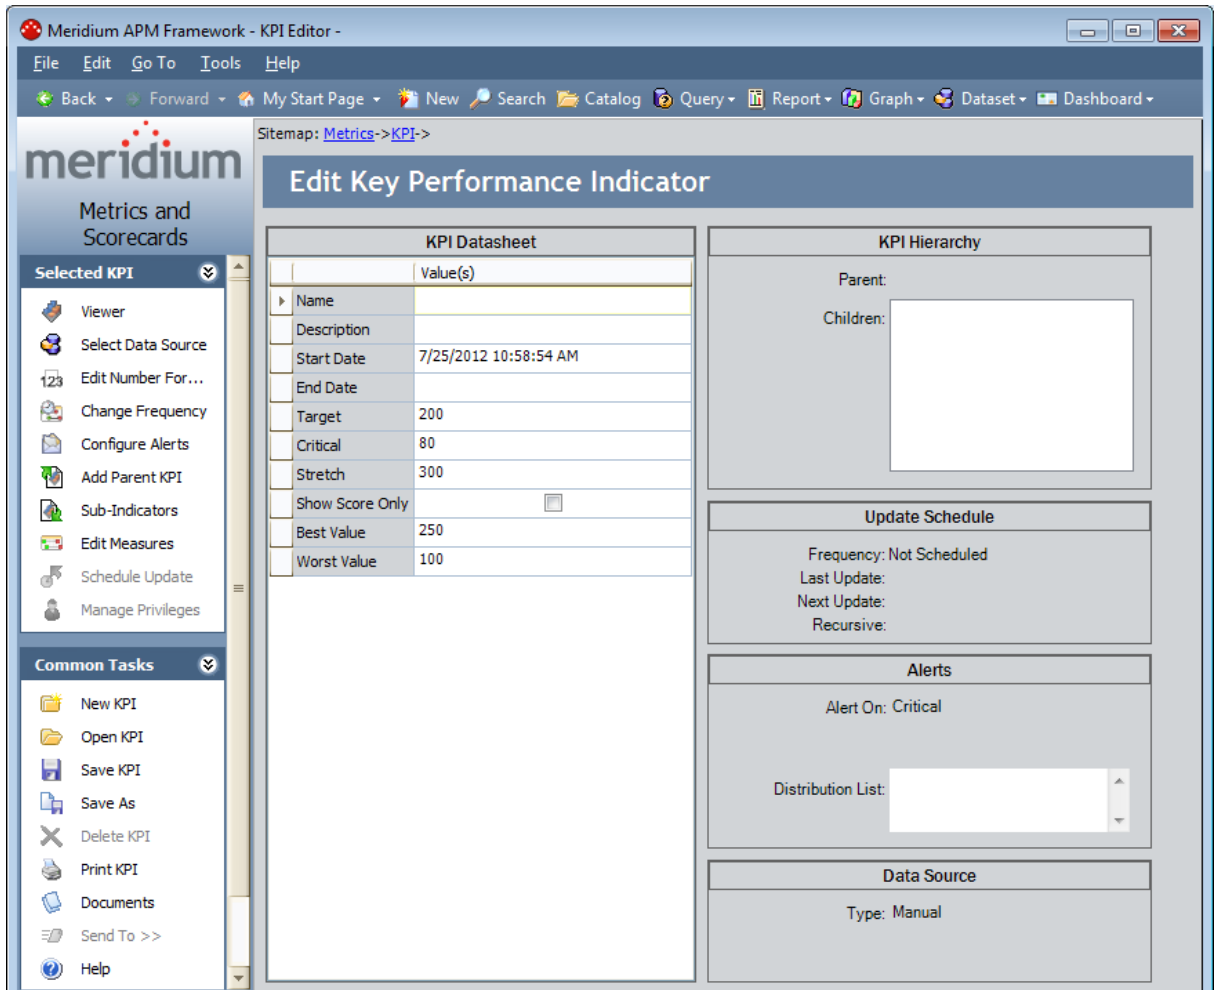 Meridium APM Framework - KPI Editor -
File Edit Go To Tools Help
Back Forward My Start Page New Search Catalog Query Report Graph Dataset Dashboard
meridium
Metrics and
Scorecards
Selected KPI
Viewer
Select Data Source
123 Edit Number For...
Change Frequency
Configure Alerts
Add Parent KPI
Sub-Indicators
Edit Measures
Schedule Update
Manage Privileges
Common Tasks
New KPI
Open KPI
Save KPI
Save As
Delete KPI
Print KPI
Documents
Send To >>
Help
Sitemap: Metrics->KPI->
Edit Key Performance Indicator
KPI Datasheet
Value(s)
Name
Description
Start Date 7/25/2012 10:58:54 AM
End Date
Target 200
Critical 80
Stretch 300
Show Score Only
Best Value 250
Worst Value 100
KPI Hierarchy
Parent:
Children:
Update Schedule
Frequency: Not Scheduled
Last Update:
Next Update:
Recursive:
Alerts
Alert On: Critical
Distribution List:
Data Source
Type: Manual